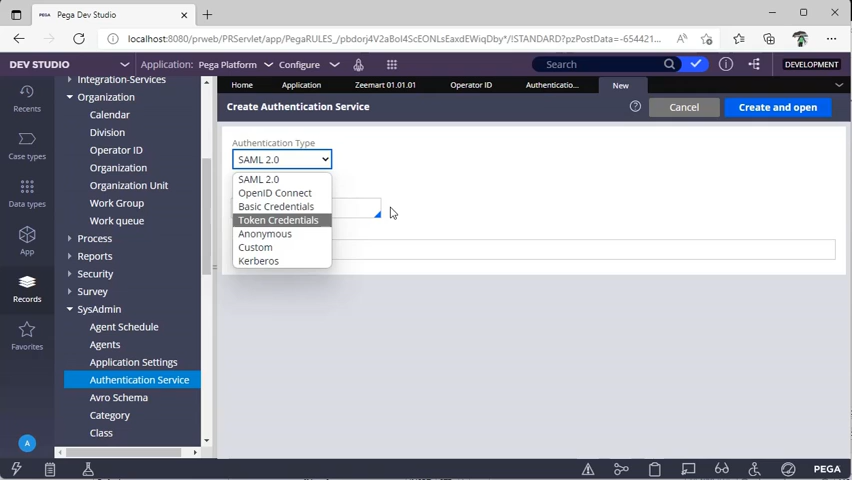 PEGA Pega Dev Studio
localhost:8080/prweb/PRServlet/app/PegaRULES_/pbdorj4V2aBol4ScEONLsEaxdEWiqDby*/!STANDARD?pzPostData=-654421...
DEV STUDIO
Application: Pega Platform
Configure
Search
DEVELOPMENT
Recents
Case types
Data types
App
Records
Favorites
A
Integration-Services
Organization
Calendar
Division
Operator ID
Organization
Organization Unit
Work Group
Work queue
Process
Reports
Security
Survey
SysAdmin
Agent Schedule
Agents
Application Settings
Authentication Service
Avro Schema
Category
Class
Home
Application
Zeemart 01.01.01
Operator ID
Authenticatio...
New
Create Authentication Service
Cancel
Create and open
Authentication Type
SAML 2.0
SAML 2.0
OpenID Connect
Basic Credentials
Token Credentials
Anonymous
Custom
Kerberos
PEGA